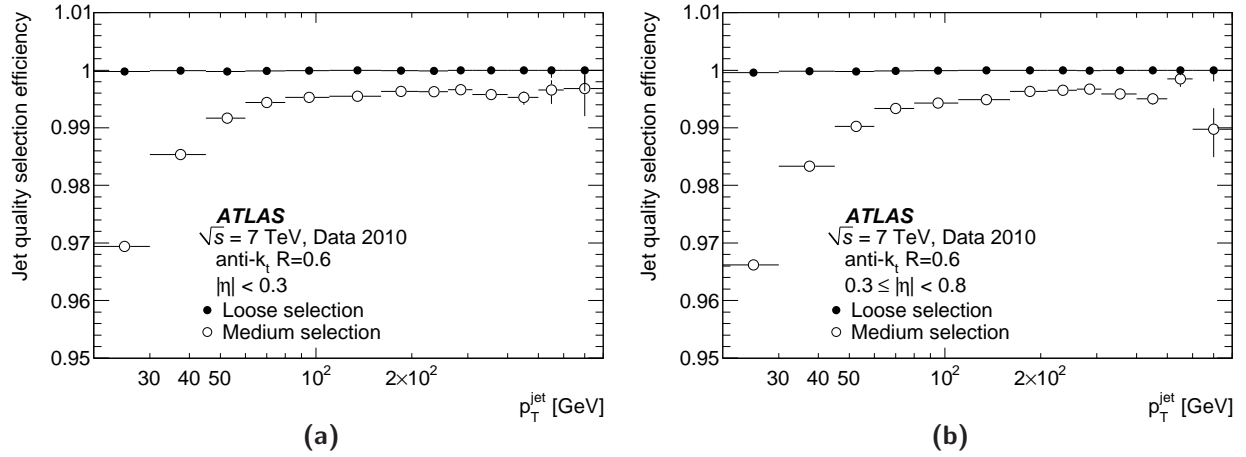 Jet quality selection efficiency
1.01
1
0.99
0.98
0.97
0.96
0.95
ATLAS
√s = 7 TeV, Data 2010
anti-k_t R=0.6
|η| < 0.3
Loose selection
Medium selection
30 40 50 10² 2×10²
p_T^jet [GeV]
(a)
Jet quality selection efficiency
1.01
1
0.99
0.98
0.97
0.96
0.95
ATLAS
√s = 7 TeV, Data 2010
anti-k_t R=0.6
0.3 ≤ |η| < 0.8
Loose selection
Medium selection
30 40 50 10² 2×10²
p_T^jet [GeV]
(b)